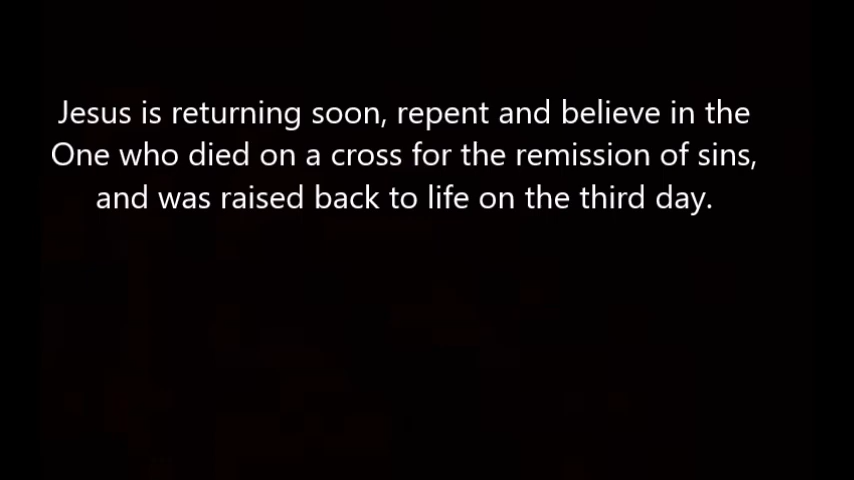 Jesus is returning soon, repent and believe in the
One who died on a cross for the remission of sins,
and was raised back to life on the third day.